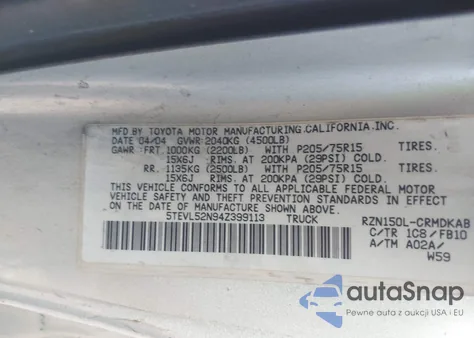 MFD. BY TOYOTA MOTOR MANUFACTURING,CALIFORNIA,INC.
DATE 04/04 GVWR 2040KG (4500LB)
GAWR: FRT. 1000KG (2200LB) WITH P205/75R15 TIRES.
15X6J RIMS. AT 200KPA (29PSI) COLD.
RR. 1135KG (2500LB) WITH P205/75R15 TIRES.
15X6J RIMS. AT 200KPA (29PSI) COLD.
THIS VEHICLE CONFORMS TO ALL APPLICABLE FEDERAL MOTOR
VEHICLE SAFETY AND THEFT PREVENTION STANDARDS IN EFFECT
ON THE DATE OF MANUFACTURE SHOWN ABOVE.
5TEVL52N94Z399113 TRUCK
RZN150L-CRMDKAB
C/TR 1C8/FB10
A/TM A02A/
W59
autoSnap
Pewne auta z USA i EU